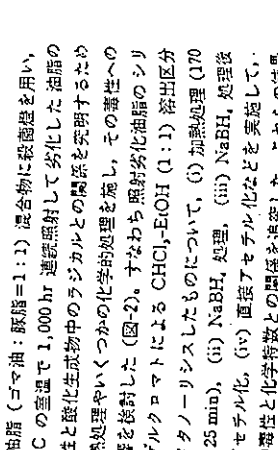 油脂（ゴマ油：豚脂＝1：1）混合物に殺菌燈を用い，
Cの室温で1,000 hr 連続照射して劣化した油脂の
性と酸化生成物中のラジカルとの関係を究明するため
熱処理やいくつかの化学的処理を施し，その毒性への
響を検討した（図-2）。すなわち照射劣化油脂のシリ
ゲルクロマトによる CHCl₃-EtOH (1：1) 溶出区分
タノーリシスしたものについて，(i) 加熱処理 (170
25 min)，(ii) NaBH₄ 処理，(iii) NaBH₄ 処理後
セチル化，(iv) 直接アセチル化などを実施して，
毒性と化学特数との関係を追究した